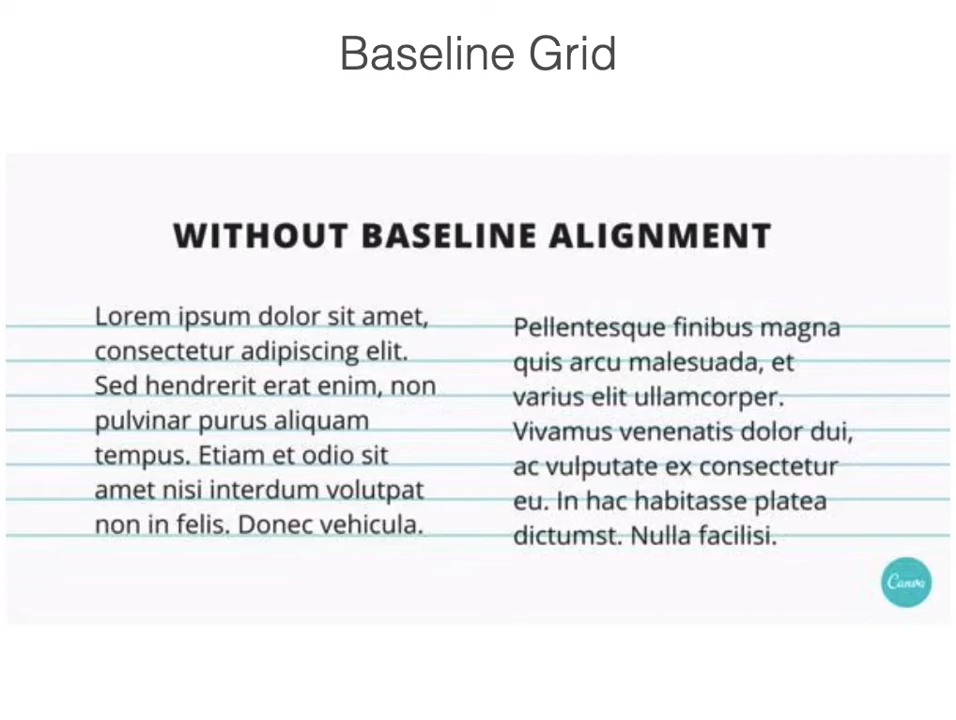 Baseline Grid
WITHOUT BASELINE ALIGNMENT
Lorem ipsum dolor sit amet,
consectetur adipiscing elit.
Sed hendrerit erat enim, non
pulvinar purus aliquam
tempus. Etiam et odio sit
amet nisi interdum volutpat
non in felis. Donec vehicula.
Pellentesque finibus magna
quis arcu malesuada, et
varius elit ullamcorper.
Vivamus venenatis dolor dui,
ac vulputate ex consectetur
eu. In hac habitasse platea
dictumst. Nulla facilisi.
Canva